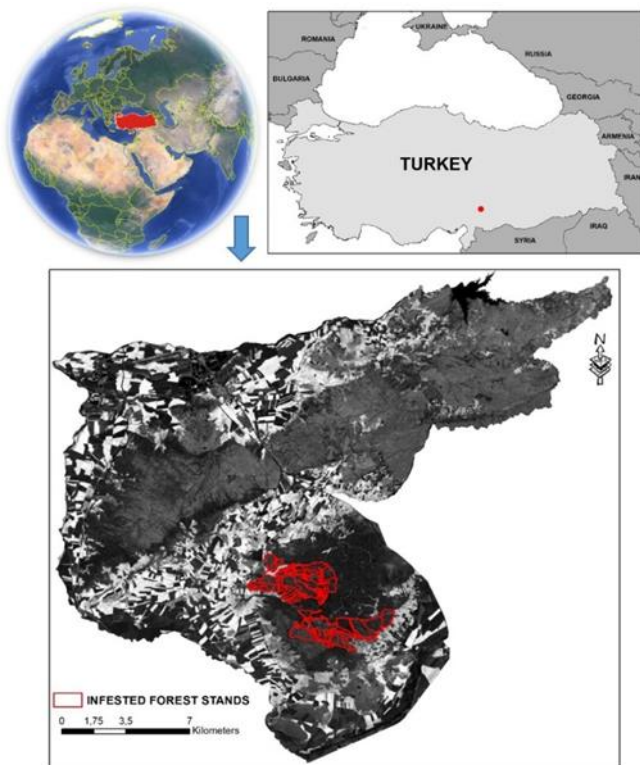 UKRAINE
ROMANIA
RUSSIA
BULGARIA
GEORGIA
ARMENIA
TURKEY
IRAN
IRAQ
SYRIA
N
INFESTED FOREST STANDS
0 1,75 3,5 7
Kilometers